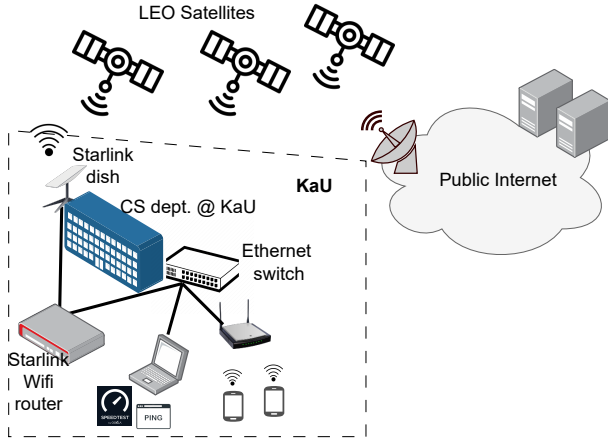 LEO Satellites
Starlink
dish
KaU
Public Internet
CS dept. @ KaU
Ethernet
switch
Starlink
Wifi
router
SPEEDTEST
PING